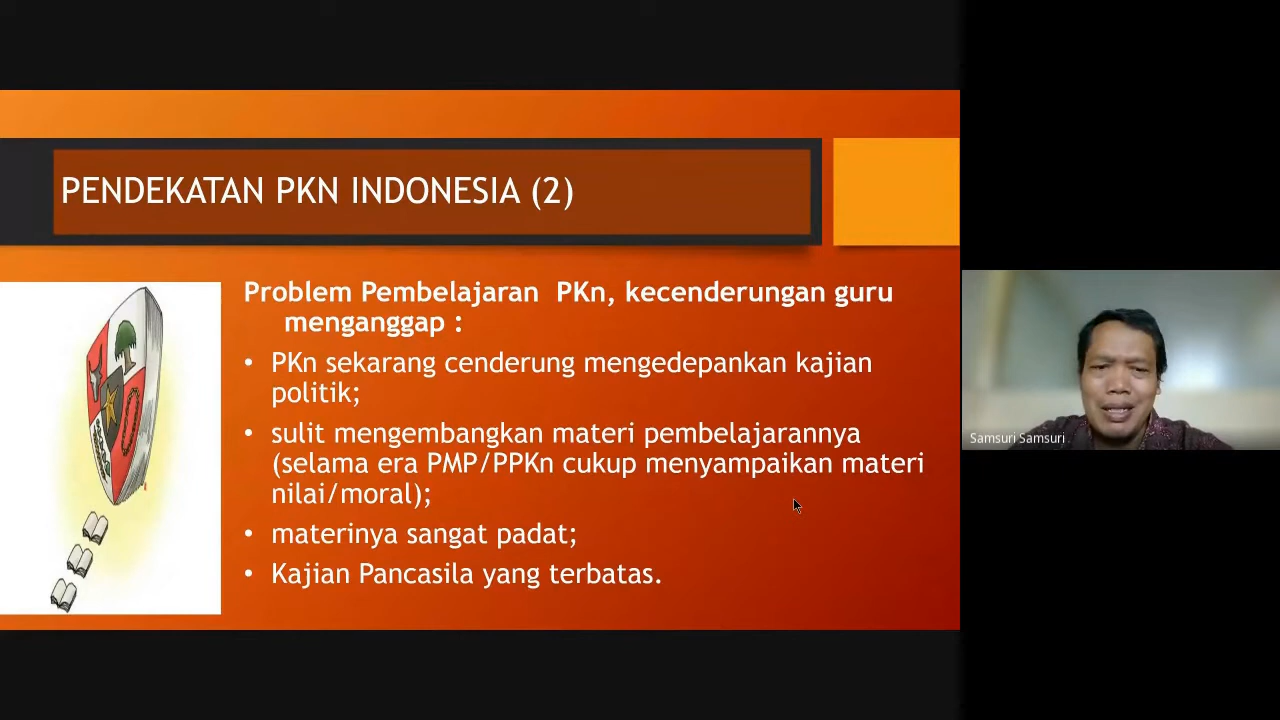 PENDEKATAN PKN INDONESIA (2)
Problem Pembelajaran PKn, kecenderungan guru
menganggap :
• PKn sekarang cenderung mengedepankan kajian
politik;
• sulit mengembangkan materi pembelajarannya
(selama era PMP/PPKn cukup menyampaikan materi
nilai/moral);
• materinya sangat padat;
• Kajian Pancasila yang terbatas.
Samsuri Samsuri